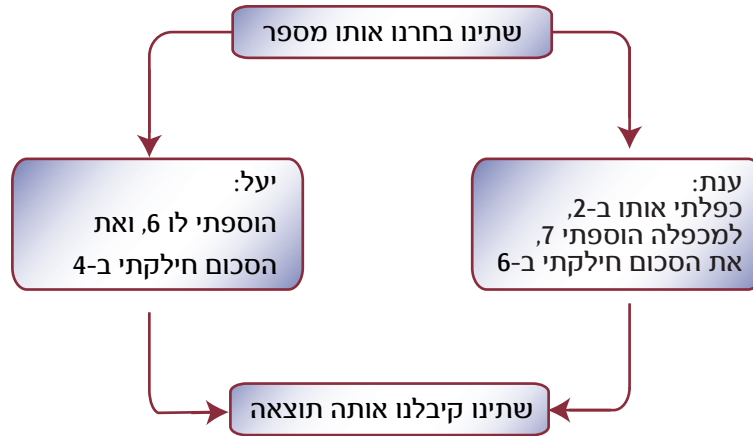 שתינו בחרנו אותו מספר
ענת:
כפלתי אותו ב-2,
למכפלה הוספתי 7,
את הסכום חילקתי ב-6
יעל:
הוספתי לו 6, ואת
הסכום חילקתי ב-4
שתינו קיבלנו אותה תוצאה